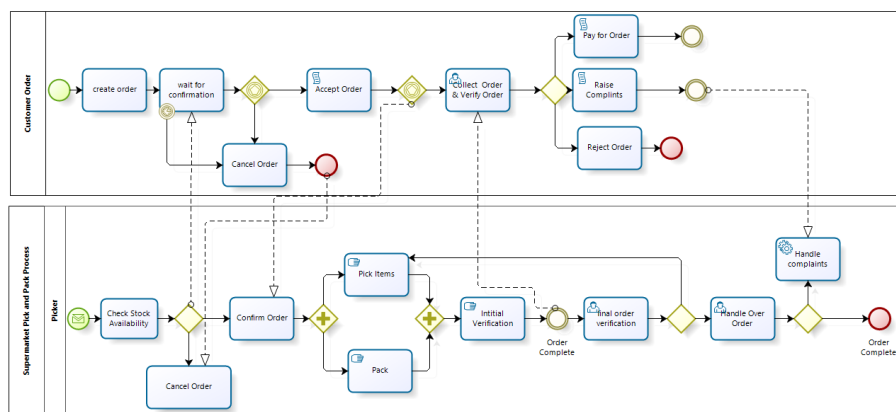 Customer Order
create order
wait for
confirmation
Accept Order
Collect Order
& Verify Order
Pay for Order
Raise
Complints
Reject Order
Cancel Order
Supermarket Pick and Pack Process
Picker
Check Stock
Availability
Confirm Order
Pick Items
Pack
Intitial
Verification
Order
Complete
final order
verification
Handle Over
Order
Handle
complaints
Order
Complete
Cancel Order